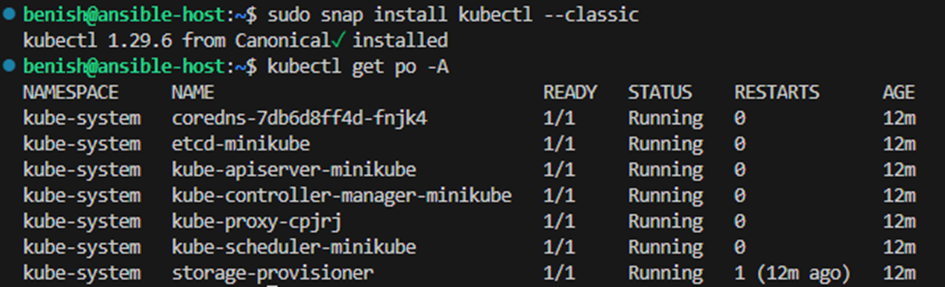 benish@ansible-host:~$ sudo snap install kubectl --classic
kubectl 1.29.6 from Canonical✓ installed
benish@ansible-host:~$ kubectl get po -A
NAMESPACE NAME READY STATUS RESTARTS AGE
kube-system coredns-7db6d8ff4d-fnjk4 1/1 Running 0 12m
kube-system etcd-minikube 1/1 Running 0 12m
kube-system kube-apiserver-minikube 1/1 Running 0 12m
kube-system kube-controller-manager-minikube 1/1 Running 0 12m
kube-system kube-proxy-cpjrj 1/1 Running 0 12m
kube-system kube-scheduler-minikube 1/1 Running 0 12m
kube-system storage-provisioner 1/1 Running 1 (12m ago) 12m